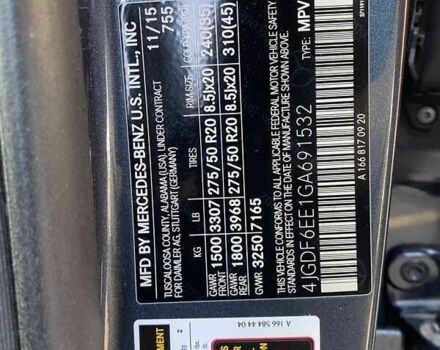 MFD BY MERCEDES-BENZ U.S. INTL., INC 11/15
TUSCALOOSA COUNTY, ALABAMA (USA), UNDER CONTRACT 755
FOR DAIMLER AG, STUTTGART (GERMANY)
KG LB TIRES RIM SIZE
GAWR FRONT 1500 3307 275/50 R20 8.5Jx20 240(35)
GAWR REAR 1800 3968 275/50 R20 8.5Jx20 310(45)
GVWR 3250 7165
THIS VEHICLE CONFORMS TO ALL APPLICABLE FEDERAL MOTOR VEHICLE SAFETY
STANDARDS IN EFFECT ON THE DATE OF MANUFACTURE SHOWN ABOVE. MPV
4JGDF6EE1GA691532
A 166 817 09 20
A 166 584 44 04
2